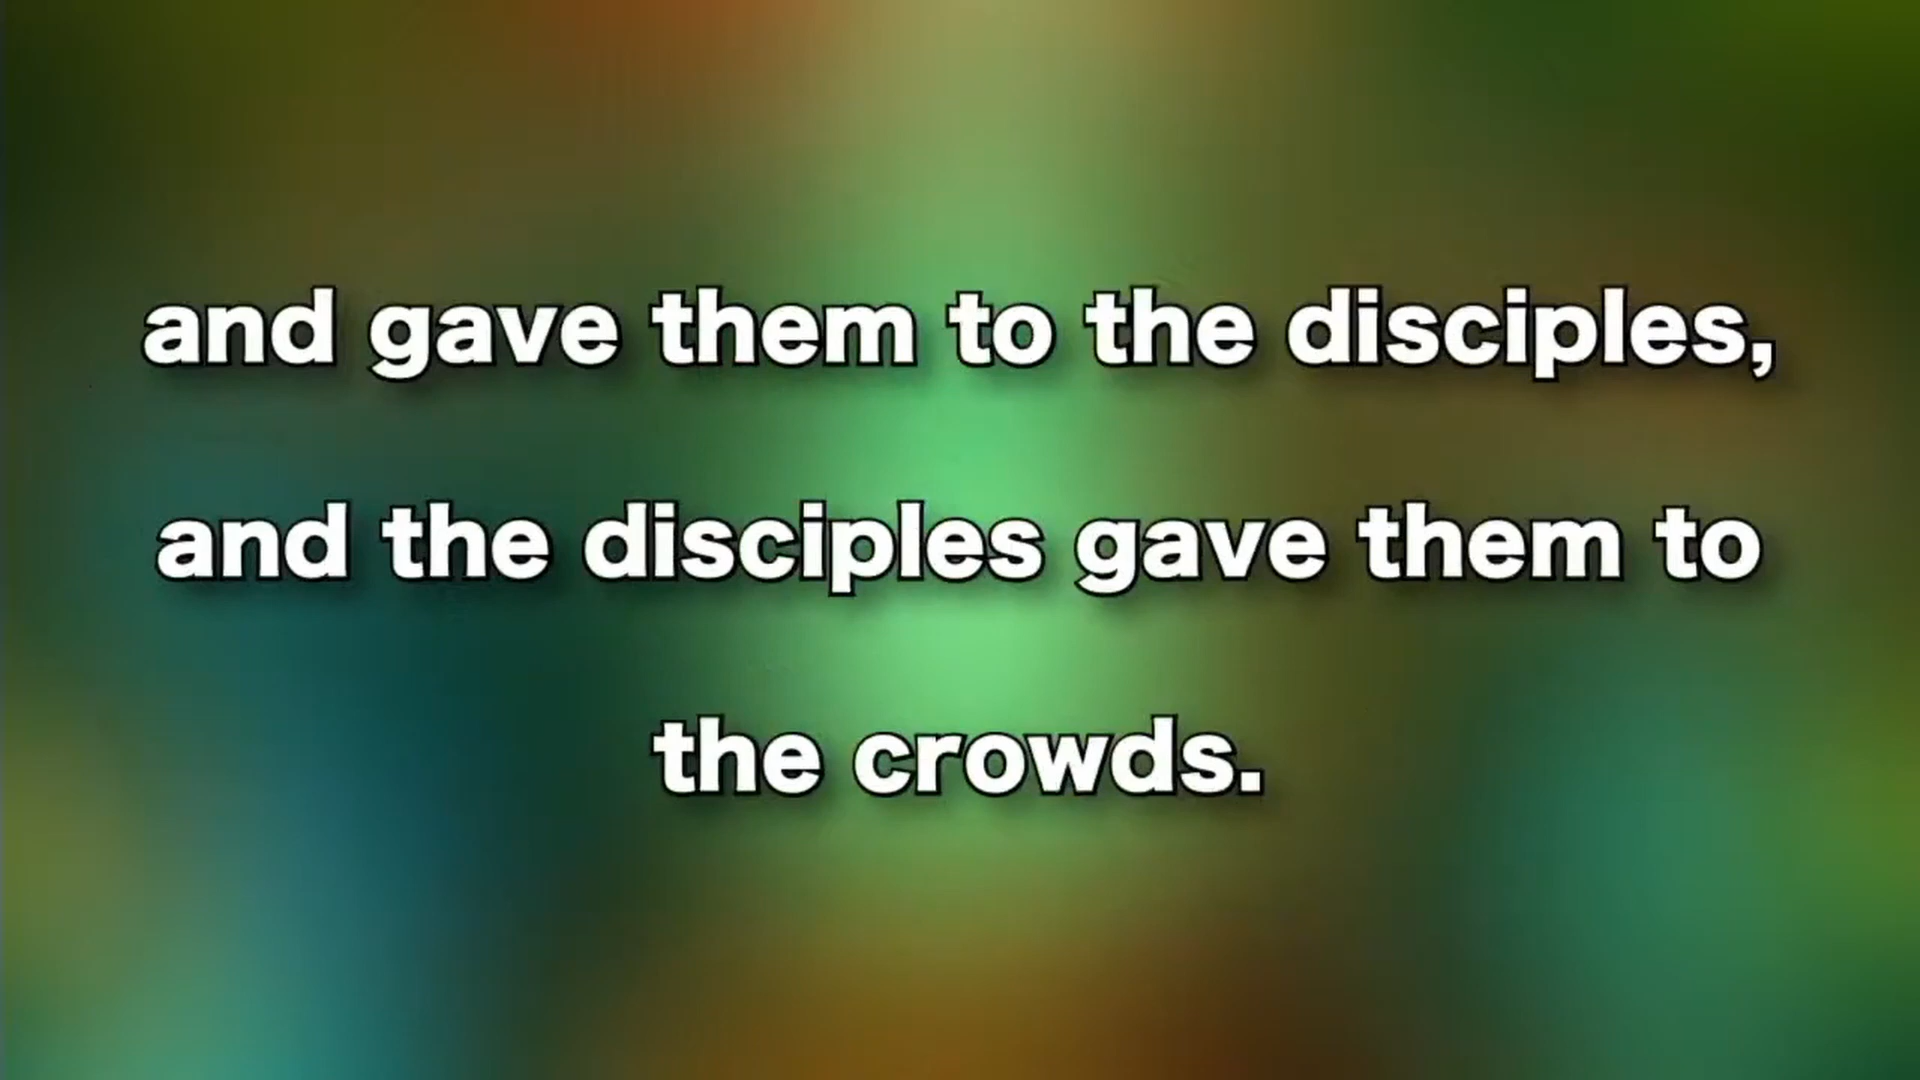 and gave them to the disciples,
and the disciples gave them to
the crowds.